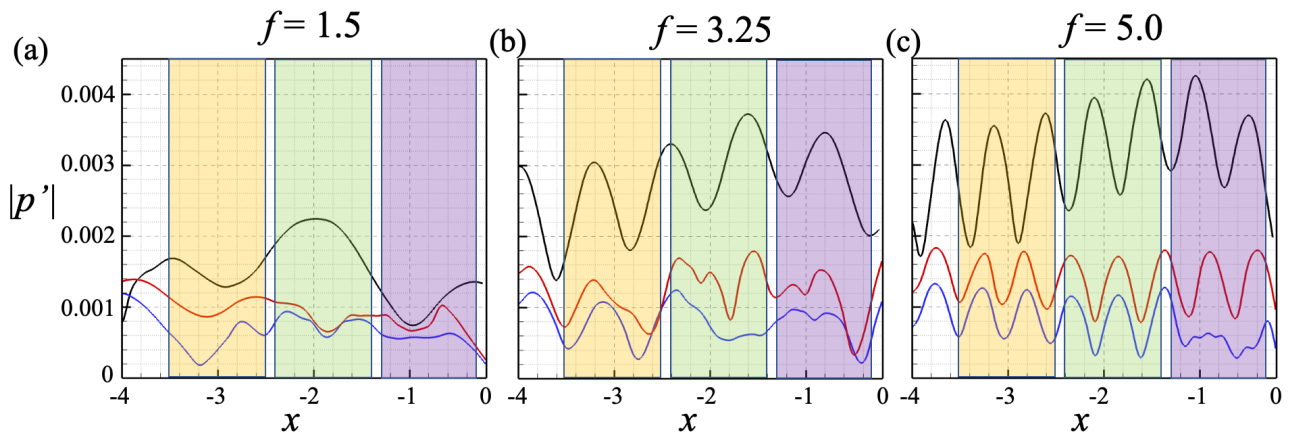 f = 1.5
f = 3.25
f = 5.0
(a)
(b)
(c)
0.004
0.003
0.002
0.001
0
|p'|
-4 -3 -2 -1 0
-4 -3 -2 -1 0
-4 -3 -2 -1 0
x
x
x